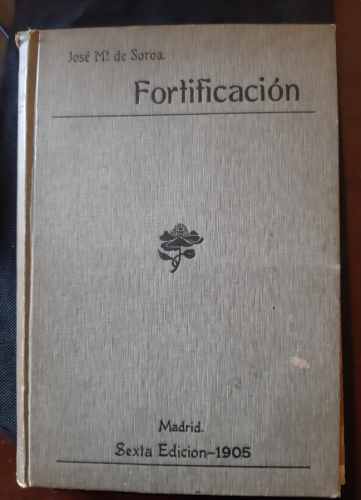 José Mª de Soroa.
Fortificación
Madrid.
Sexta Edicion-1905